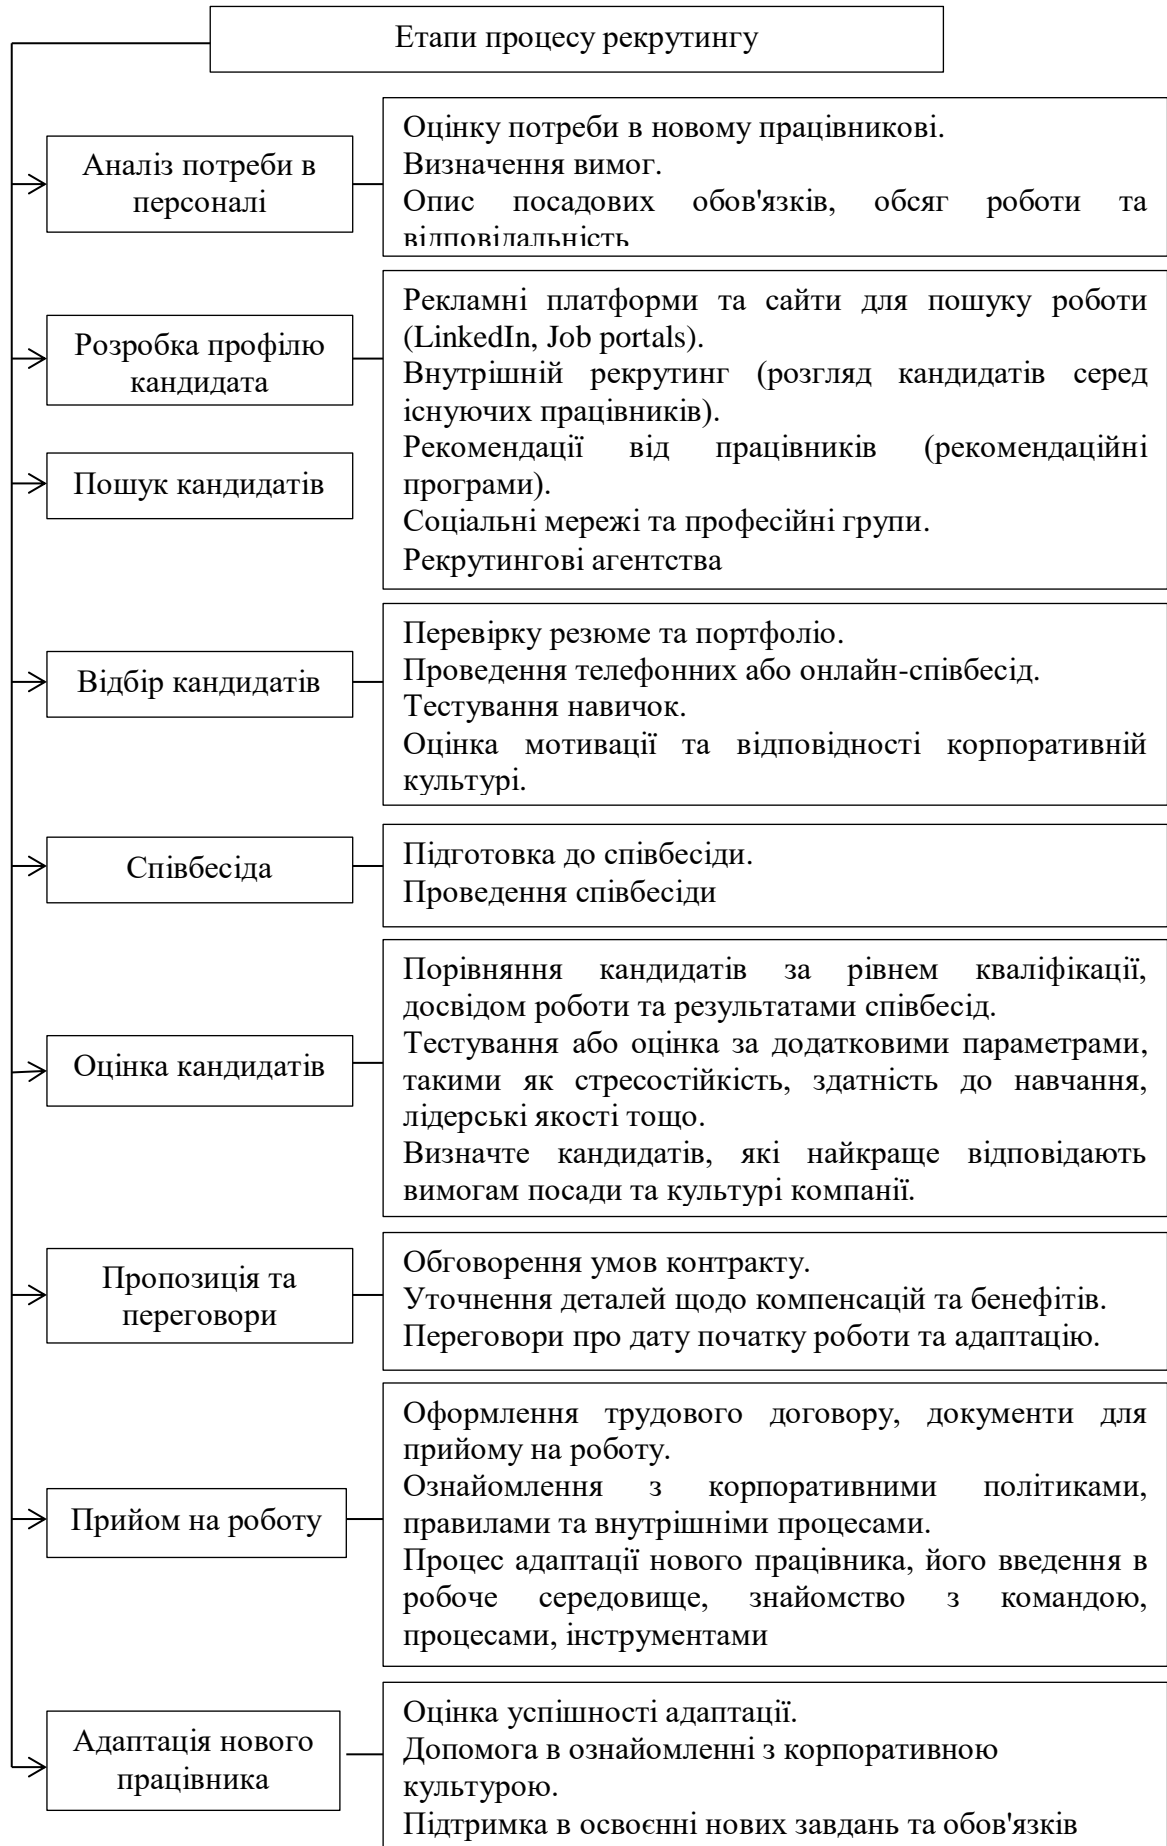 Етапи процесу рекрутингу
Аналіз потреби в
персоналі
Оцінку потреби в новому працівникові.
Визначення вимог.
Опис посадових обов'язків, обсяг роботи та
відповідальність
Розробка профілю
кандидата
Пошук кандидатів
Рекламні платформи та сайти для пошуку роботи
(LinkedIn, Job portals).
Внутрішній рекрутинг (розгляд кандидатів серед
існуючих працівників).
Рекомендації від працівників (рекомендаційні
програми).
Соціальні мережі та професійні групи.
Рекрутингові агентства
Відбір кандидатів
Перевірку резюме та портфоліо.
Проведення телефонних або онлайн-співбесід.
Тестування навичок.
Оцінка мотивації та відповідності корпоративній
культурі.
Співбесіда
Підготовка до співбесіди.
Проведення співбесіди
Оцінка кандидатів
Порівняння кандидатів за рівнем кваліфікації,
досвідом роботи та результатами співбесід.
Тестування або оцінка за додатковими параметрами,
такими як стресостійкість, здатність до навчання,
лідерські якості тощо.
Визначте кандидатів, які найкраще відповідають
вимогам посади та культурі компанії.
Пропозиція та
переговори
Обговорення умов контракту.
Уточнення деталей щодо компенсацій та бенефітів.
Переговори про дату початку роботи та адаптацію.
Прийом на роботу
Оформлення трудового договору, документи для
прийому на роботу.
Ознайомлення з корпоративними політиками,
правилами та внутрішніми процесами.
Процес адаптації нового працівника, його введення в
робоче середовище, знайомство з командою,
процесами, інструментами
Адаптація нового
працівника
Оцінка успішності адаптації.
Допомога в ознайомленні з корпоративною
культурою.
Підтримка в освоєнні нових завдань та обов'язків